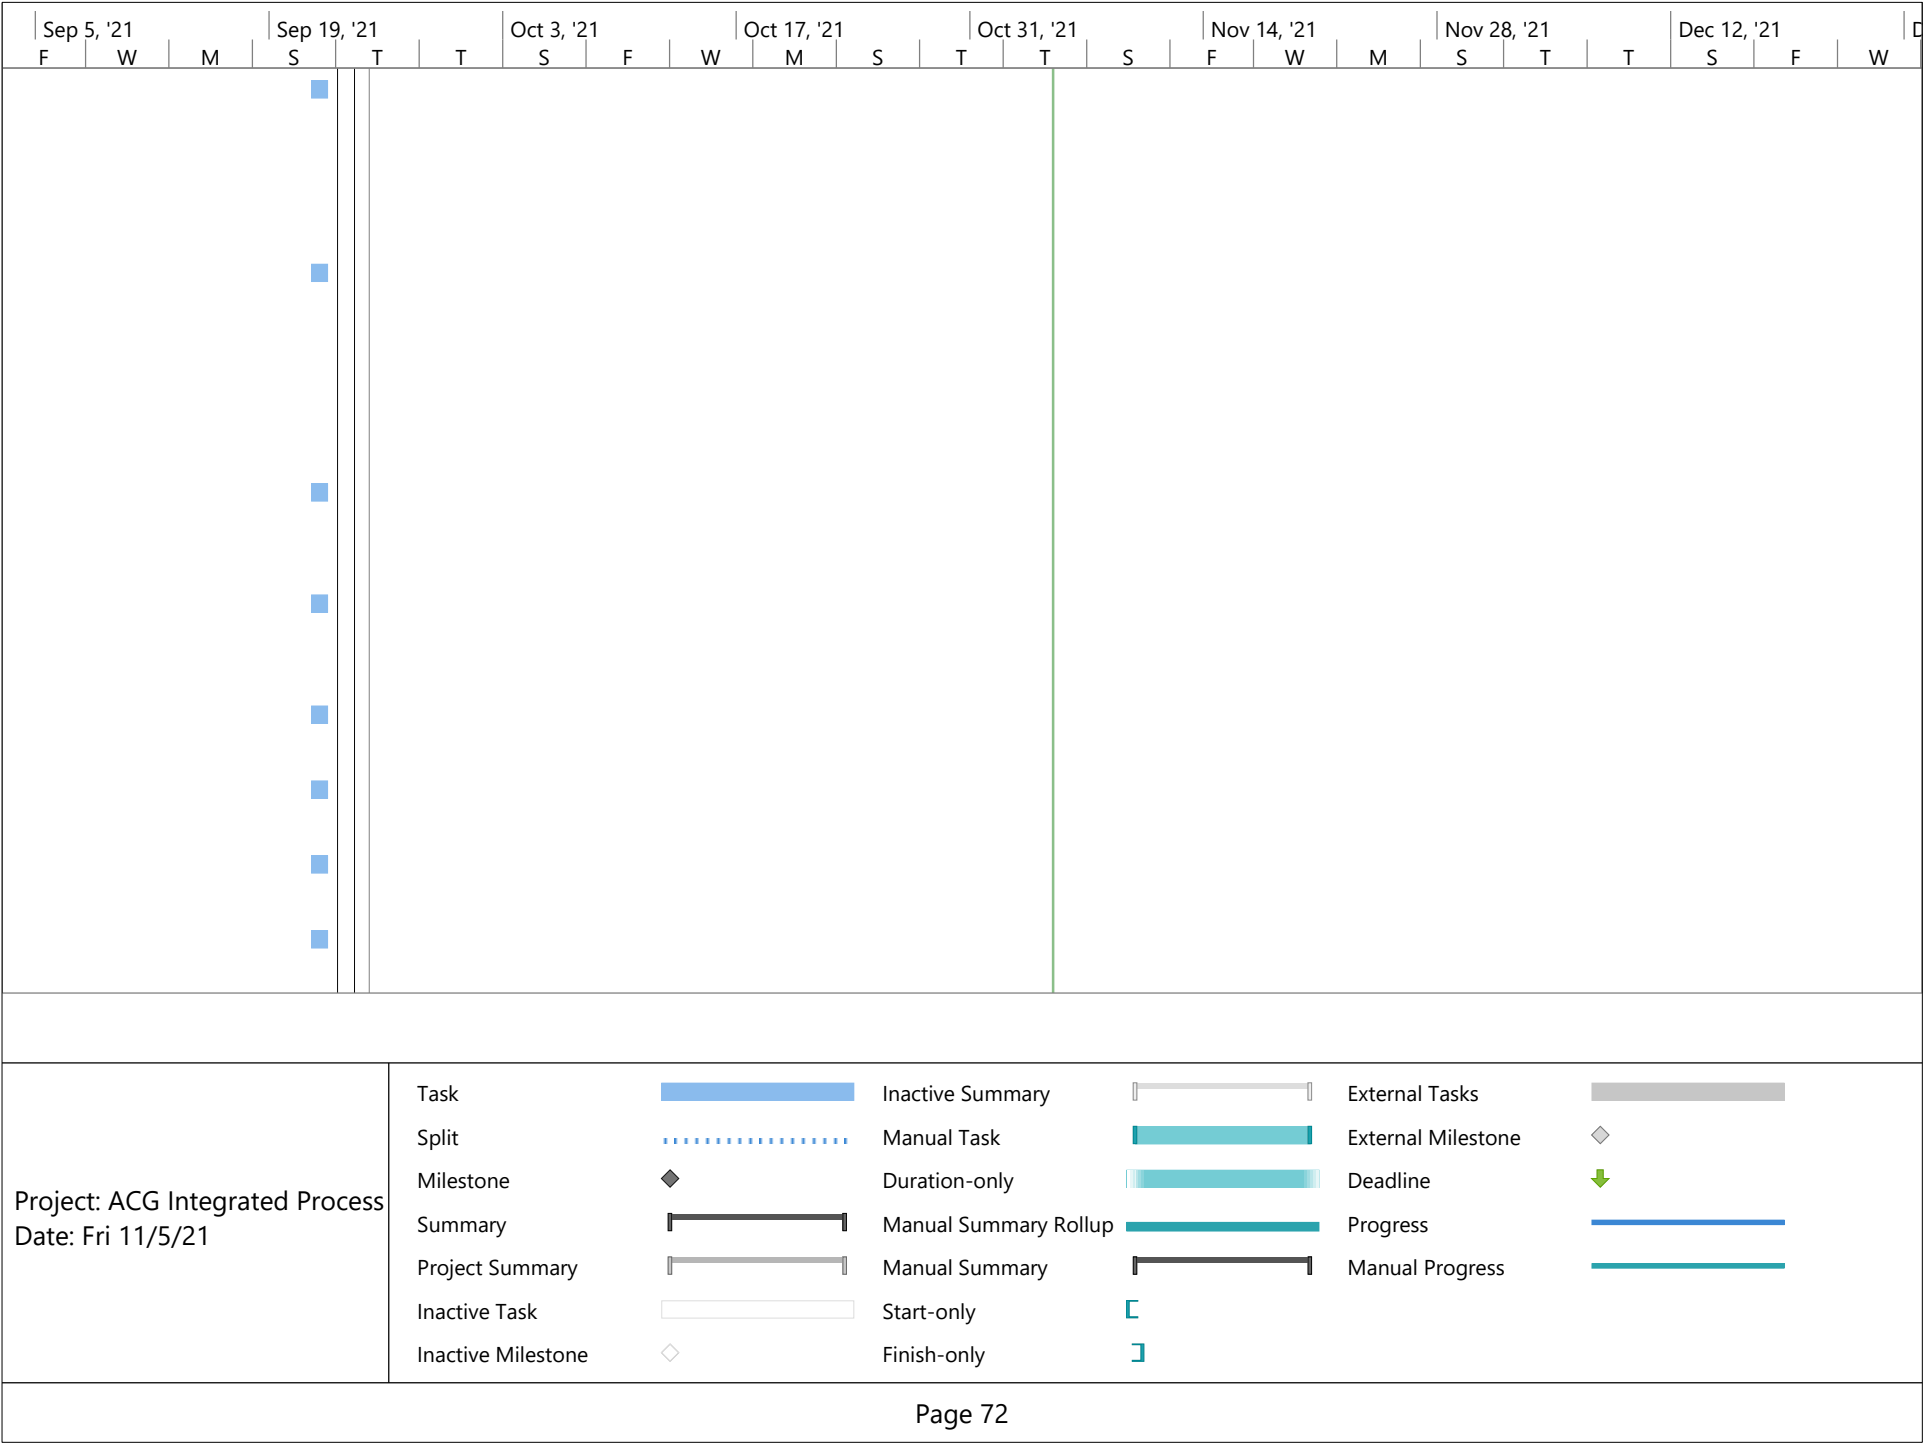 Sep 5, '21 Sep 19, '21 Oct 3, '21 Oct 17, '21 Oct 31, '21 Nov 14, '21 Nov 28, '21 Dec 12, '21 D
F W M S T T S F W M S T T S F W M S T T S F W
Task Inactive Summary External Tasks
Split Manual Task External Milestone
Milestone Duration-only Deadline
Summary Manual Summary Rollup Progress
Project Summary Manual Summary Manual Progress
Inactive Task Start-only
Inactive Milestone Finish-only
Project: ACG Integrated Process
Date: Fri 11/5/21
Page 72